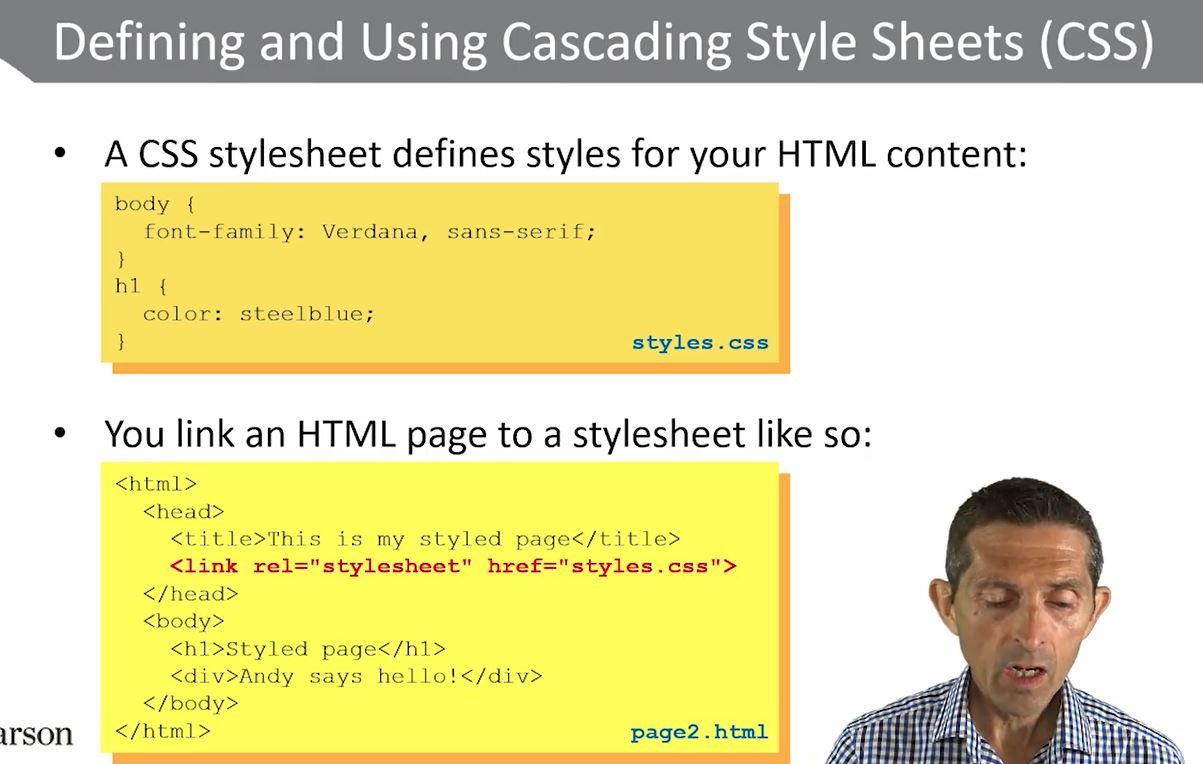 Defining and Using Cascading Style Sheets (CSS)
• A CSS stylesheet defines styles for your HTML content:
body {
  font-family: Verdana, sans-serif;
}
h1 {
  color: steelblue;
}
styles.css
• You link an HTML page to a stylesheet like so:
<html>
  <head>
    <title>This is my styled page</title>
    <link rel="stylesheet" href="styles.css">
  </head>
  <body>
    <h1>Styled page</h1>
    <div>Andy says hello!</div>
  </body>
</html>
page2.html
arson